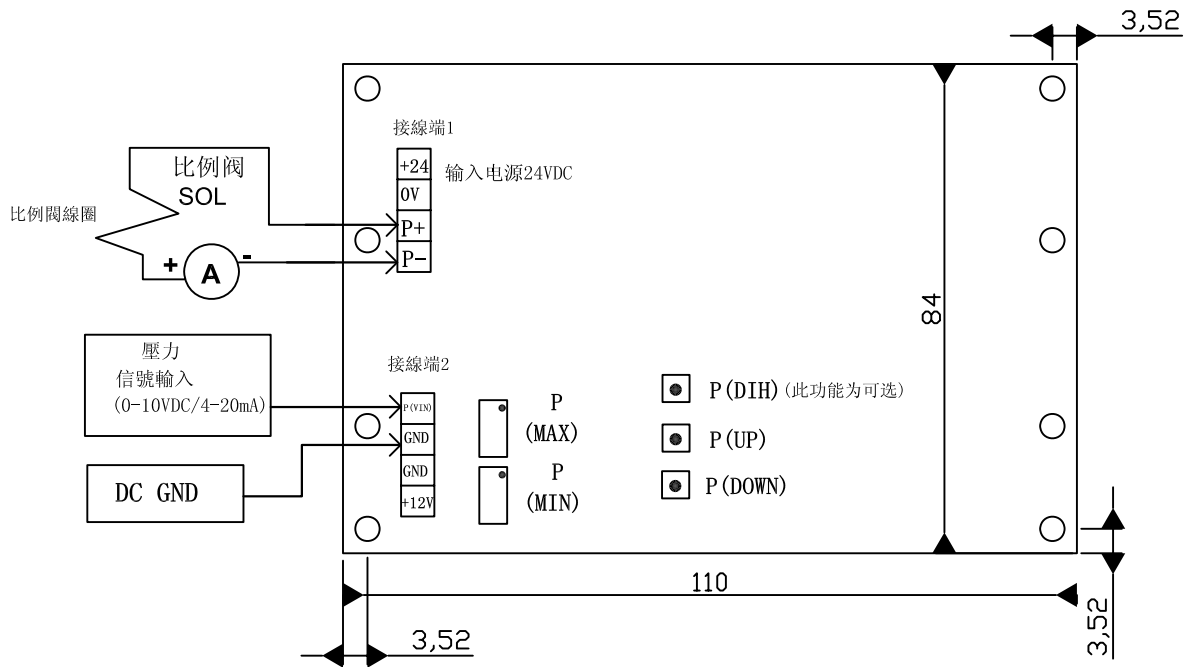 3,52
接線端1
比例阀
SOL
+24
输入电源24VDC
0V
比例閥線圈
P+
P-
+
-
A
84
壓力
信號輸入
(0-10VDC/4-20mA)
接線端2
P(VIN)
GND
GND
+12V
P
(MAX)
P
(MIN)
P(DIH) (此功能为可选)
P(UP)
P(DOWN)
DC GND
110
3,52
3,52